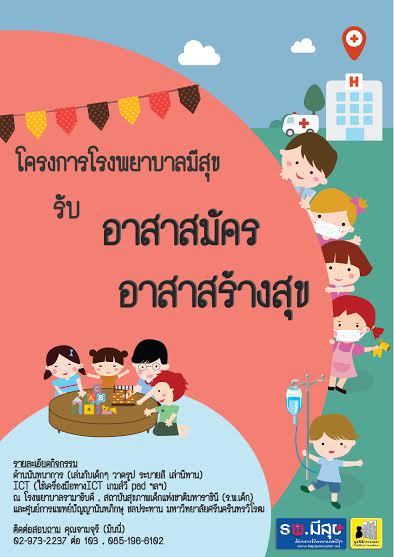 โครงการโรงพยาบาลมีสุข
รับ
อาสาสมัคร
อาสาสร้างสุข
H
ABC
รายละเอียดกิจกรรม
ด้านนันทนาการ (เล่นกับเด็กๆ วาดรูป ระบายสี เล่านิทาน)
ICT (ใช้เครื่องมือทางICT เกมส์วี pad ฯลฯ)
ณ โรงพยาบาลรามาธิบดี , สถาบันสุขภาพเด็กแห่งชาติมหาราชินี (ร.พ.เด็ก)
และศูนย์การแพทย์ปัญญานันทภิกขุ ชลประทาน มหาวิทยาลัยศรีนครินทรวิโรฒ
ติดต่อสอบถาม คุณจามจุรี (มินนี่)
02-973-2237 ต่อ 103 , 085-196-6102
รพ.มีสุข